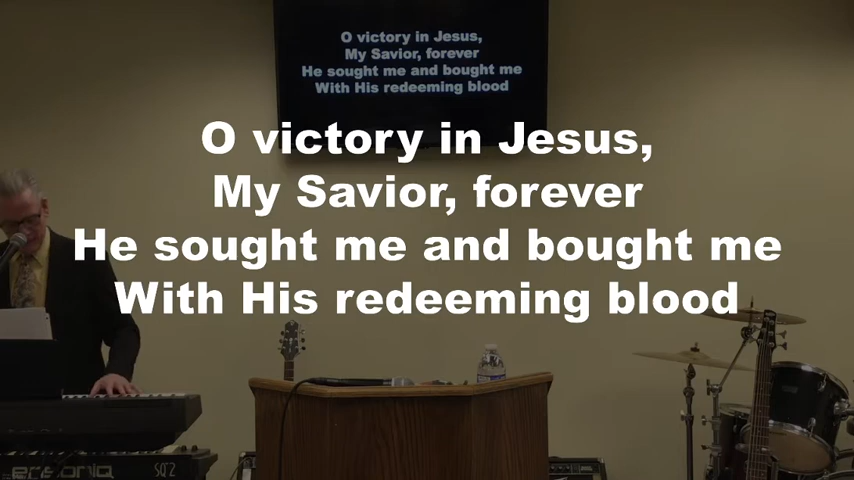 O victory in Jesus,
My Savior, forever
He sought me and bought me
With His redeeming blood
O victory in Jesus,
My Savior, forever
He sought me and bought me
With His redeeming blood
ensoniq SQ2